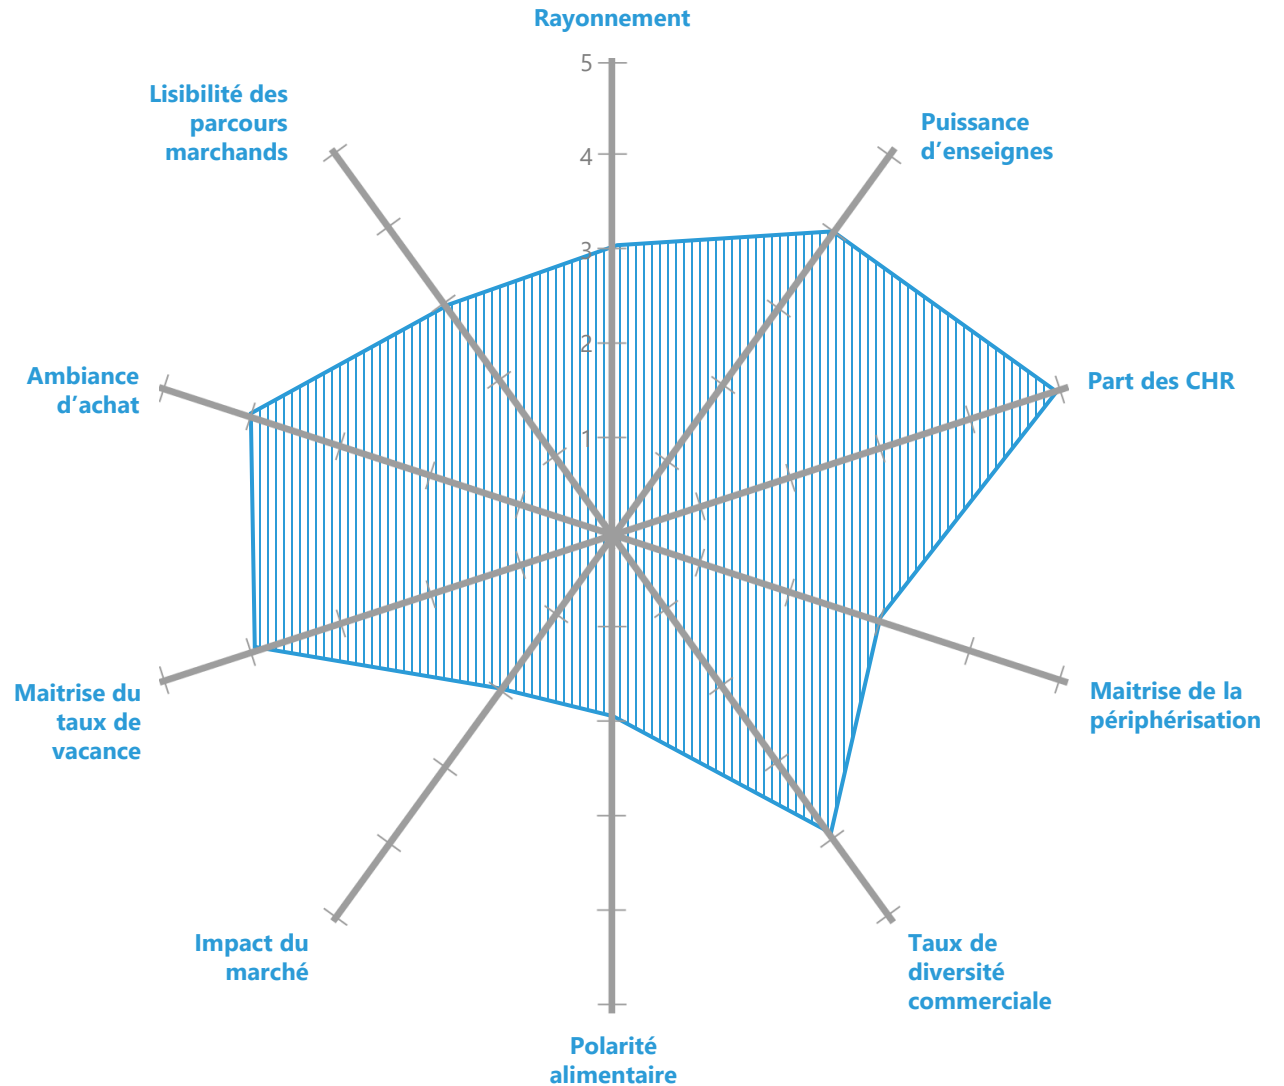 Rayonnement
5
4
3
2
1
Puissance
d’enseignes
Part des CHR
Maitrise de la
périphérisation
Taux de
diversité
commerciale
Polarité
alimentaire
Impact du
marché
Maitrise du
taux de
vacance
Ambiance
d’achat
Lisibilité des
parcours
marchands